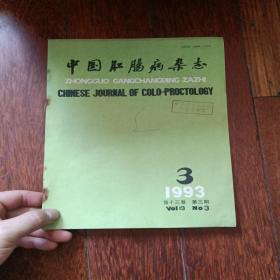 中国肛肠病杂志
ZHONGGUO GANGCHANGBING ZAZHI
CHINESE JOURNAL OF COLO-PROCTOLOGY
3
1993
第十三卷 第三期
Vol 13 No 3